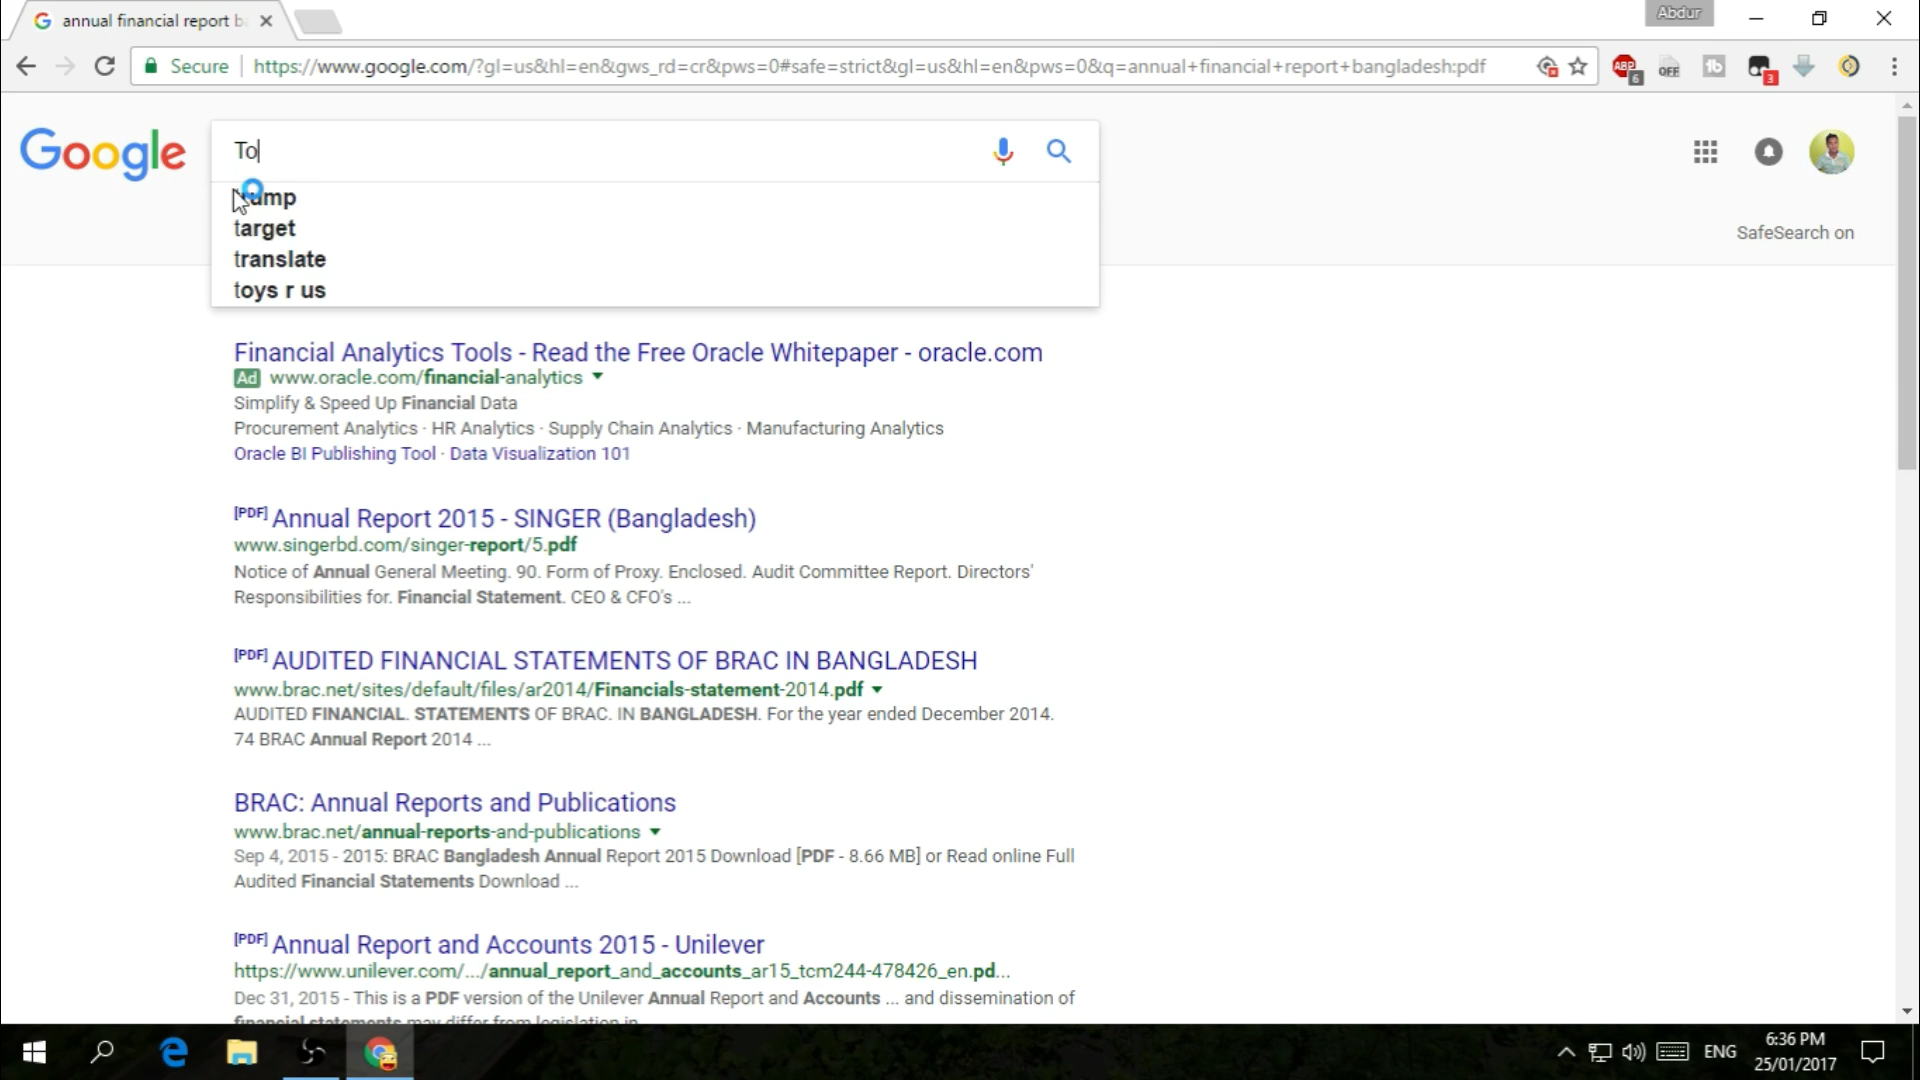 annual financial report b
Abdur
Secure
https://www.google.com/?gl=us&hl=en&gws_rd=cr&pws=0#safe=strict&gl=us&hl=en&pws=0&q=annual+financial+report+bangladesh:pdf
ABP
6
OFF
3
Google
To
target
translate
toys r us
SafeSearch on
Financial Analytics Tools - Read the Free Oracle Whitepaper - oracle.com
Ad www.oracle.com/financial-analytics
Simplify & Speed Up Financial Data
Procurement Analytics · HR Analytics · Supply Chain Analytics · Manufacturing Analytics
Oracle BI Publishing Tool · Data Visualization 101
[PDF] Annual Report 2015 - SINGER (Bangladesh)
www.singerbd.com/singer-report/5.pdf
Notice of Annual General Meeting. 90. Form of Proxy. Enclosed. Audit Committee Report. Directors'
Responsibilities for. Financial Statement. CEO & CFO's ...
[PDF] AUDITED FINANCIAL STATEMENTS OF BRAC IN BANGLADESH
www.brac.net/sites/default/files/ar2014/Financials-statement-2014.pdf
AUDITED FINANCIAL. STATEMENTS OF BRAC. IN BANGLADESH. For the year ended December 2014.
74 BRAC Annual Report 2014 ...
BRAC: Annual Reports and Publications
www.brac.net/annual-reports-and-publications
Sep 4, 2015 - 2015: BRAC Bangladesh Annual Report 2015 Download [PDF - 8.66 MB] or Read online Full
Audited Financial Statements Download ...
[PDF] Annual Report and Accounts 2015 - Unilever
https://www.unilever.com/.../annual_report_and_accounts_ar15_tcm244-478426_en.pd...
Dec 31, 2015 - This is a PDF version of the Unilever Annual Report and Accounts ... and dissemination of
financial statements may differ from legislation in
ENG
6:36 PM
25/01/2017